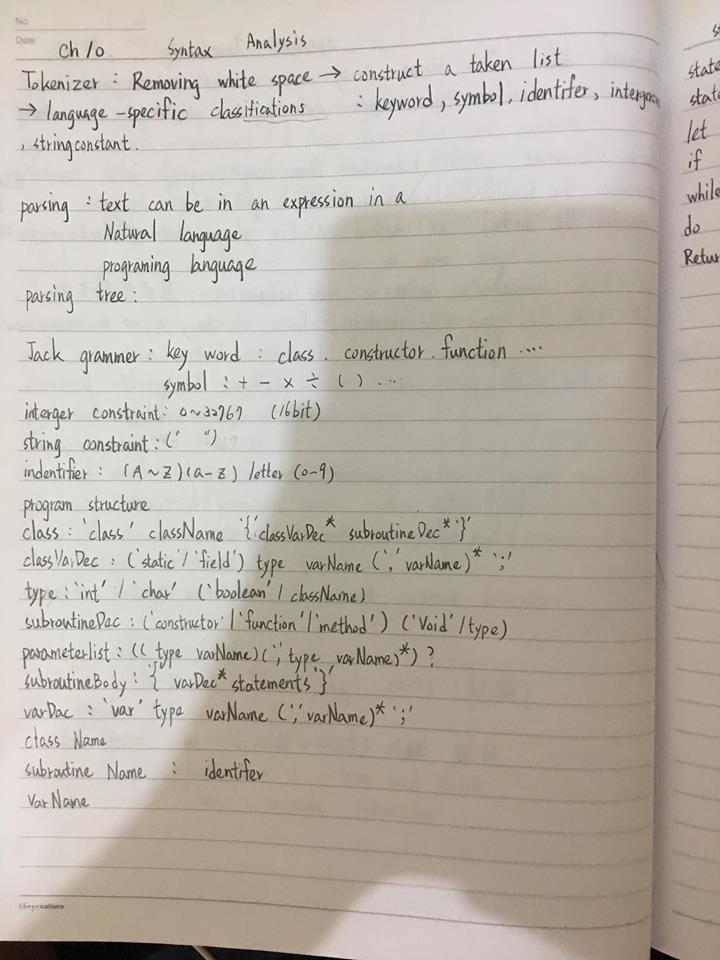 No.
Date
Ch 10 Syntax Analysis
Tokenizer : Removing white space → construct a taken list
→ language-specific classitications : keyword, symbol, identifer, intergercon
, stringconstant.
parsing : text can be in an expression in a
Natural language
programing language
parsing tree :
Jack grammer : key word : class . constructor . function ....
symbol : + - × ÷ ( ) ...
interger constraint : 0~32767 (16bit)
string constraint : (" ")
indentifier : (A~Z)(a-z) letter (0-9)
program structure
class : 'class' className '{' classVarDec* subroutineDec* '}'
classVarDec : ('static'/'field') type varName (',' varName)* ';'
type : 'int' / 'char' ('boolean' / className)
subroutineDec : ('constructor'/'function'/'method') ('Void'/type)
parameterlist : (( type varName)(',' type varName)*) ?
subroutineBody : '{' varDec* statements '}'
varDac : 'var' type varName (',' varName)* ';'
class Name
subroutine Name : identifer
Var Name
state
state
let
if
while
do
Retur